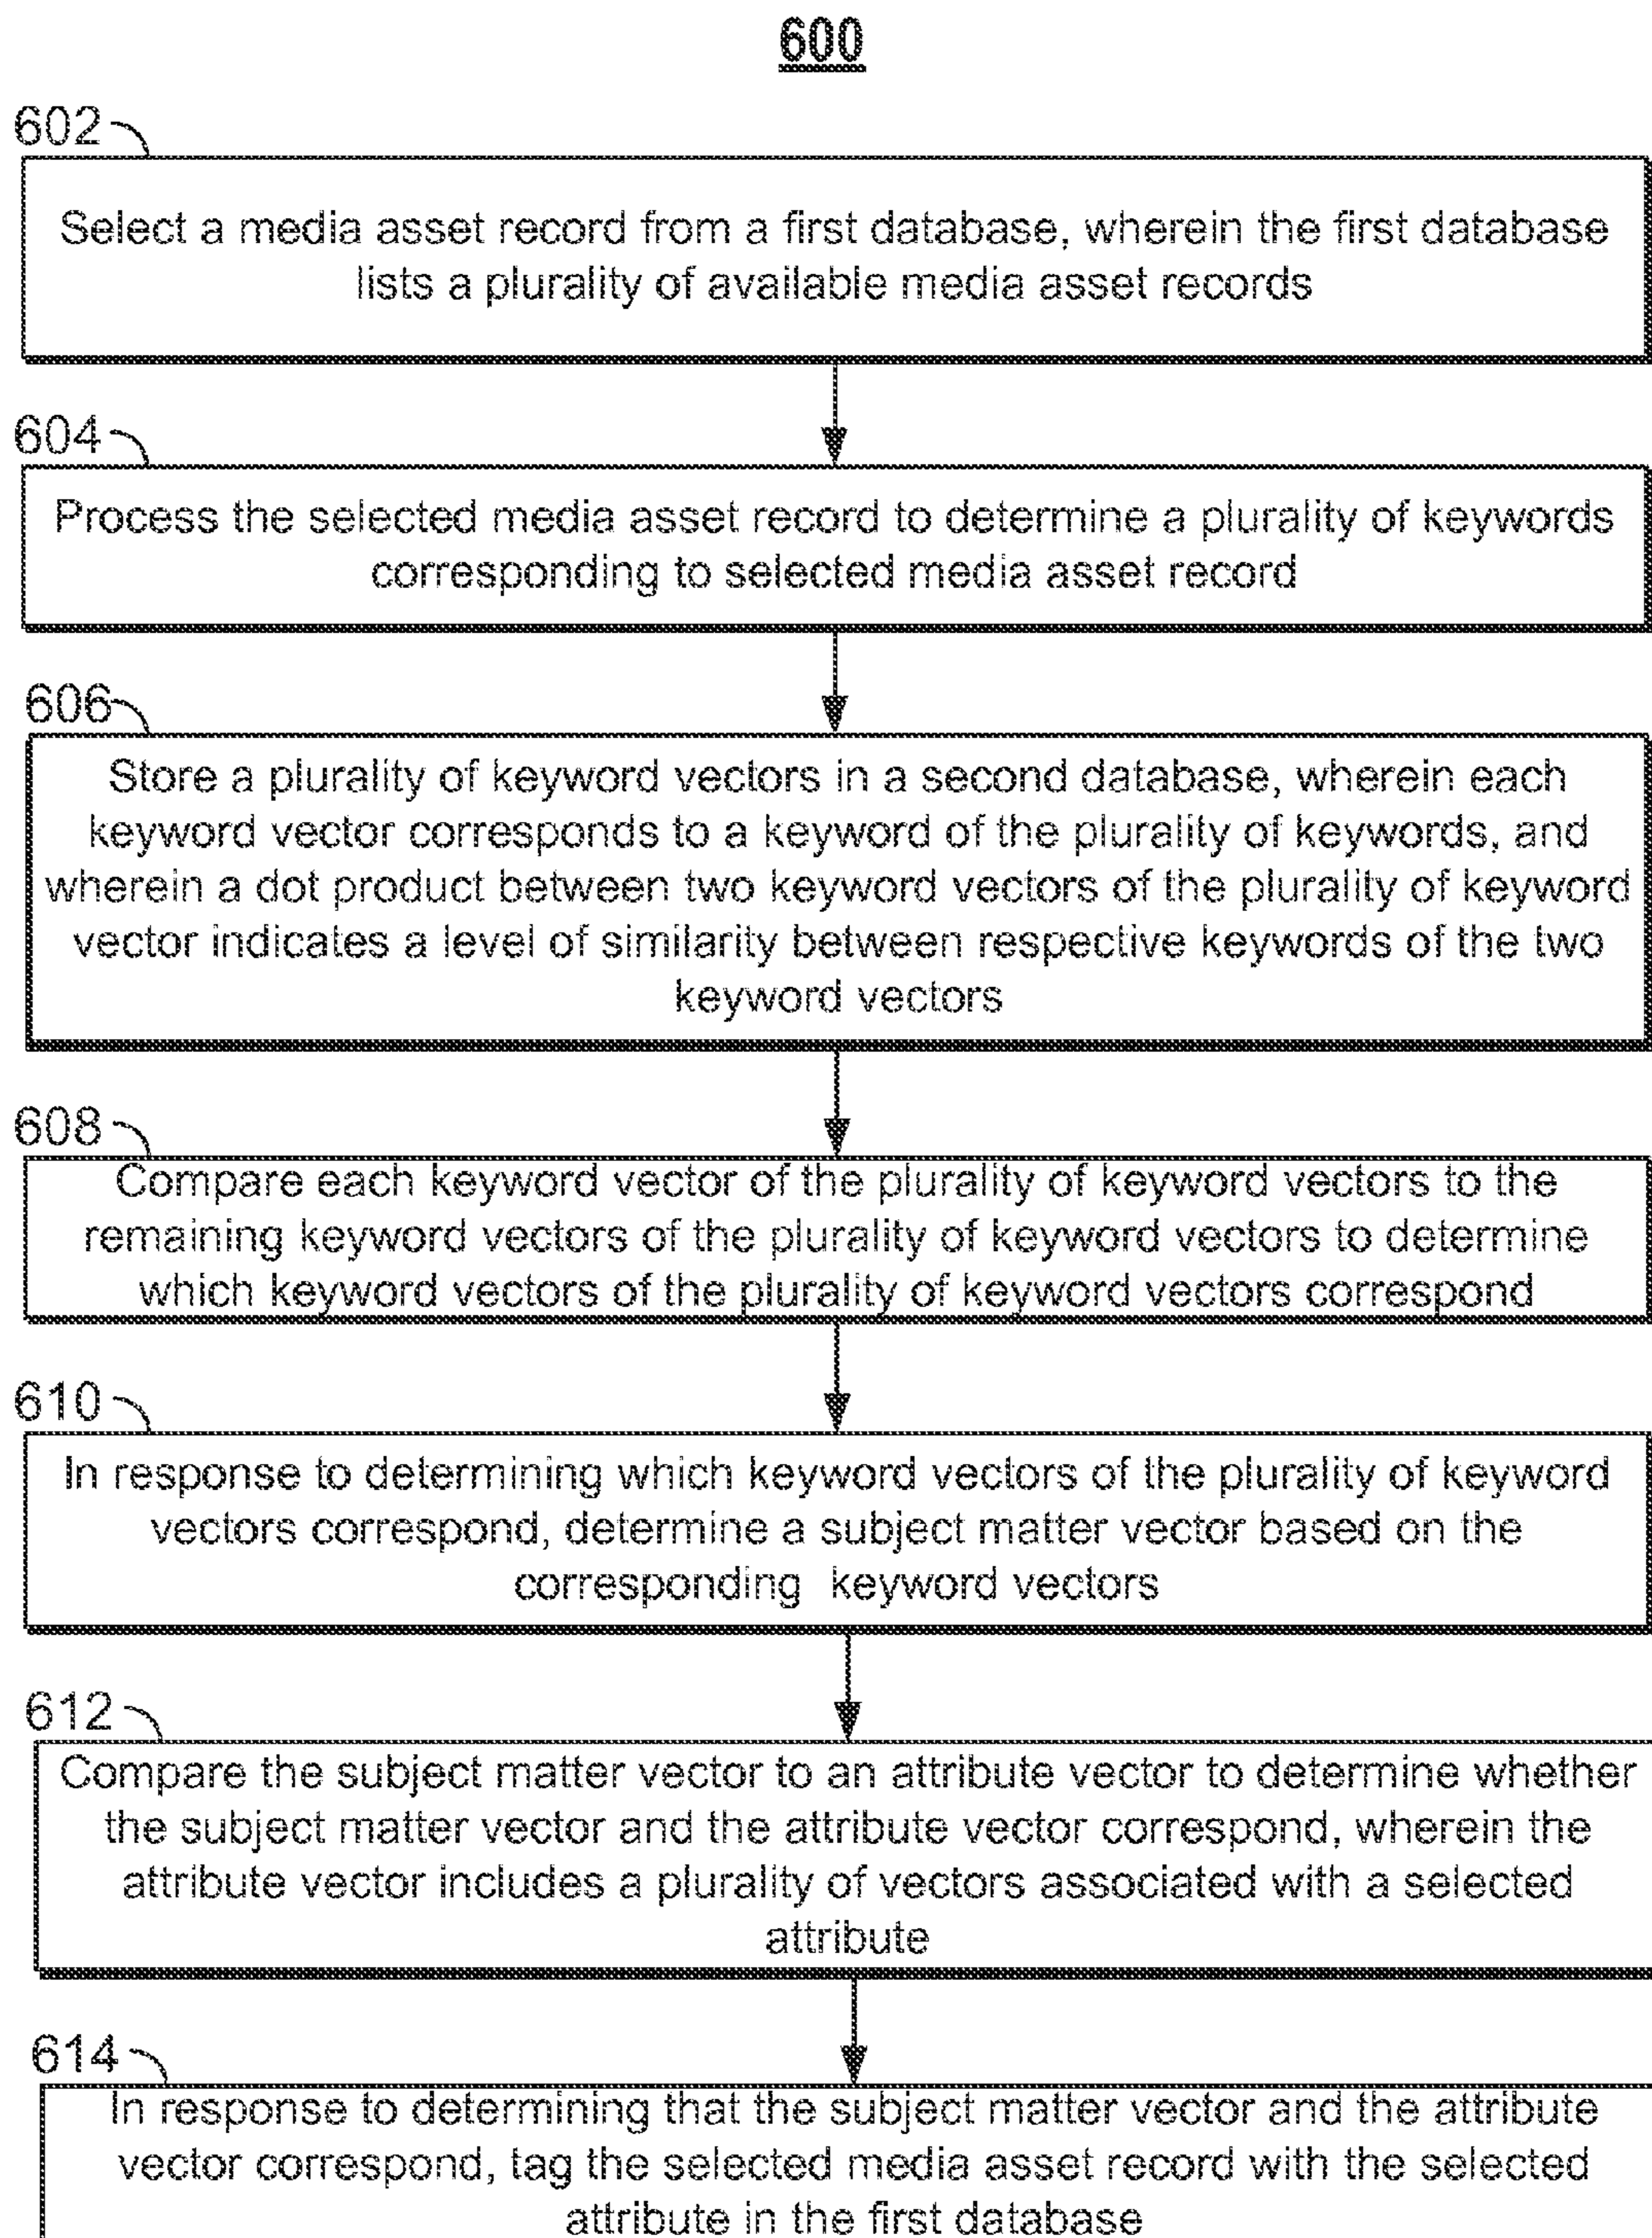 600
602
Select a media asset record from a first database, wherein the first database
lists a plurality of available media asset records
604
Process the selected media asset record to determine a plurality of keywords
corresponding to selected media asset record
606
Store a plurality of keyword vectors in a second database, wherein each
keyword vector corresponds to a keyword of the plurality of keywords, and
wherein a dot product between two keyword vectors of the plurality of keyword
vector indicates a level of similarity between respective keywords of the two
keyword vectors
608
Compare each keyword vector of the plurality of keyword vectors to the
remaining keyword vectors of the plurality of keyword vectors to determine
which keyword vectors of the plurality of keyword vectors correspond
610
In response to determining which keyword vectors of the plurality of keyword
vectors correspond, determine a subject matter vector based on the
corresponding keyword vectors
612
Compare the subject matter vector to an attribute vector to determine whether
the subject matter vector and the attribute vector correspond, wherein the
attribute vector includes a plurality of vectors associated with a selected
attribute
614
In response to determining that the subject matter vector and the attribute
vector correspond, tag the selected media asset record with the selected
attribute in the first database